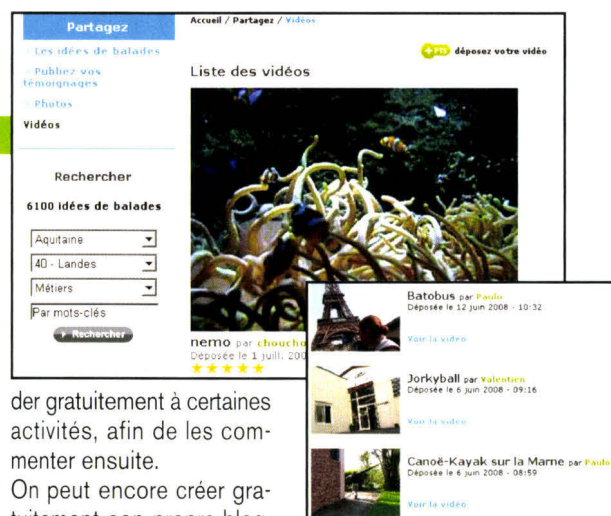 Partagez
Les idées de balades
Publiez vos
témoignages
Photos
Vidéos
Rechercher
6100 idées de balades
Aquitaine
40 - Landes
Métiers
Par mots-clés
Rechercher
Accueil / Partagez / Vidéos
+ PTS déposez votre vidéo
Liste des vidéos
nemo par choucho
Déposée le 1 juill. 200
Batobus par Paulo
Déposée le 12 juin 2008 - 10:32
Voir la vidéo
Jorkyball par Valentien
Déposée le 6 juin 2008 - 09:16
Voir la vidéo
Canoë-Kayak sur la Marne par Paulo
Déposée le 6 juin 2008 - 08:59
Voir la vidéo
der gratuitement à certaines
activités, afin de les com-
menter ensuite.
On peut encore créer gra-
tuitement son propre blog